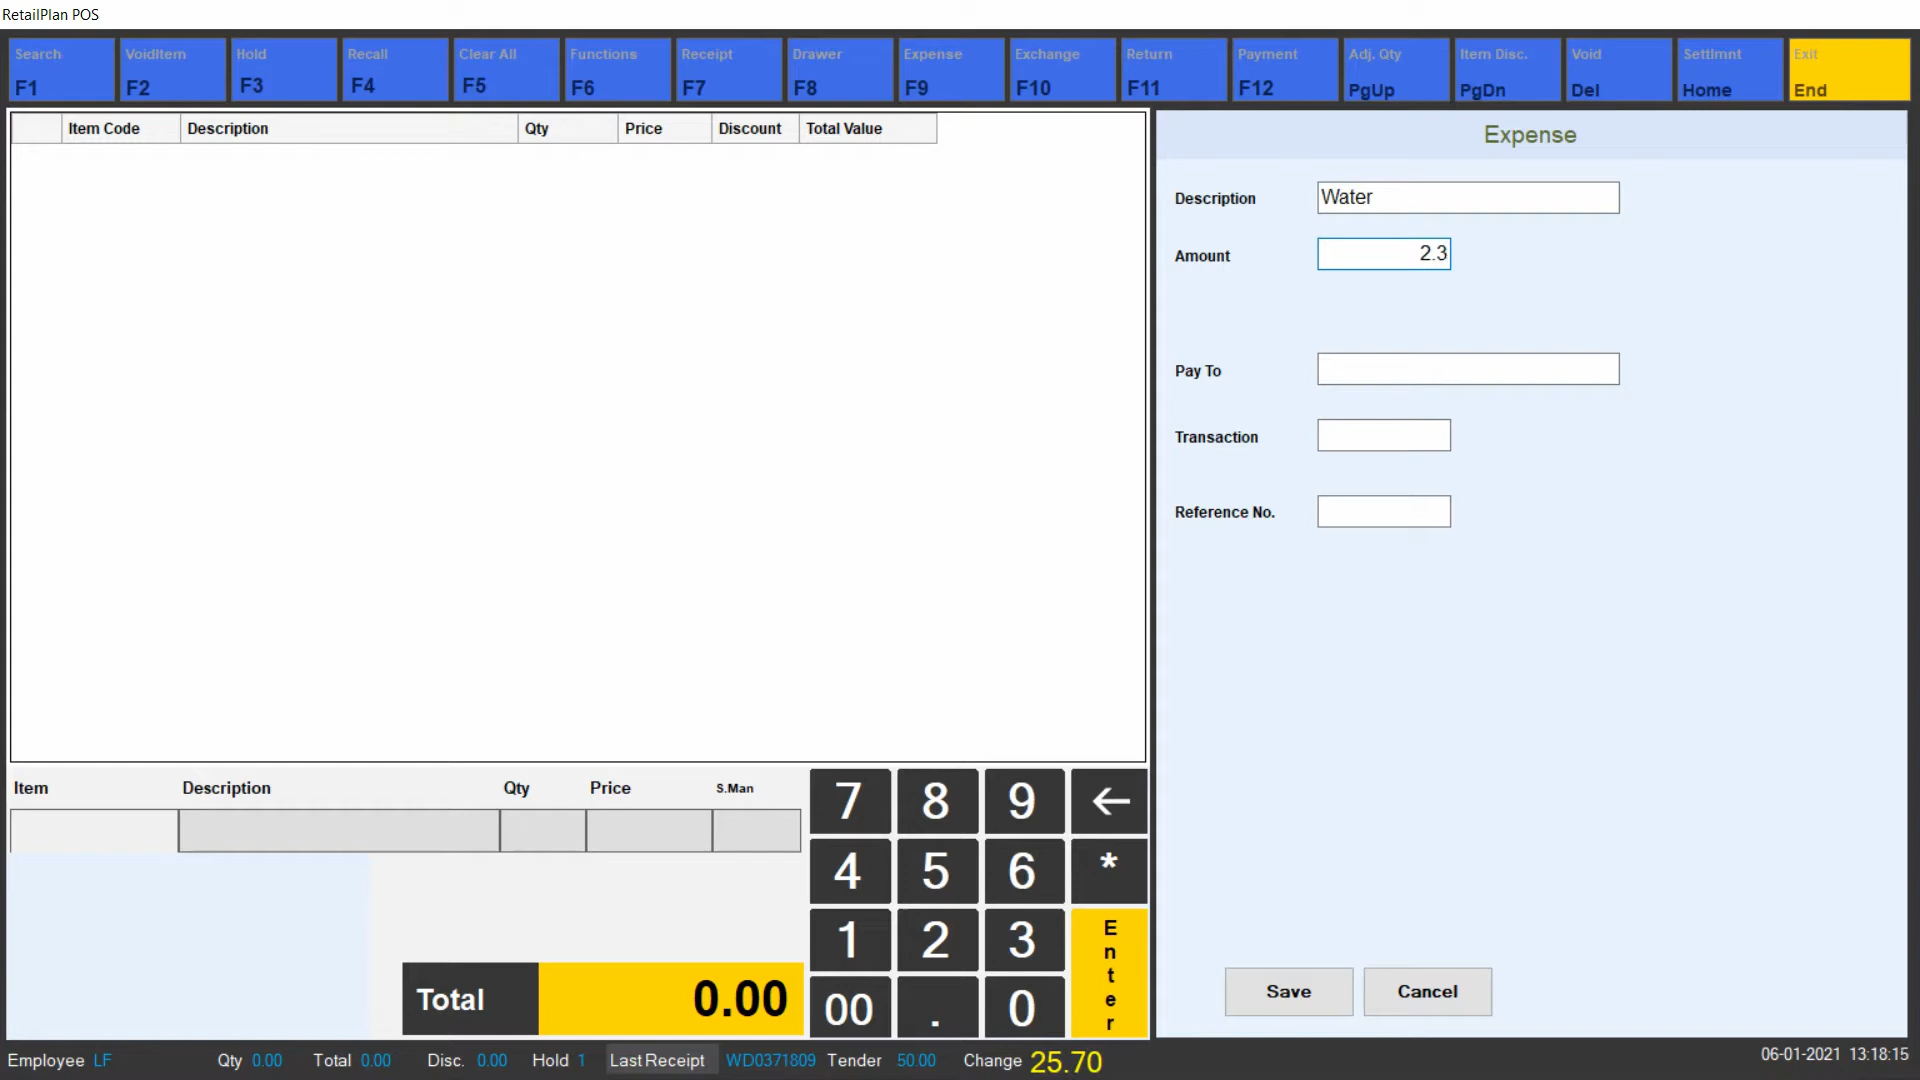 RetailPlan POS
Search VoidItem Hold Recall Clear All Functions Receipt Drawer Expense Exchange Return Payment Adj. Qty Item Disc. Void Settlmnt Exit
F1 F2 F3 F4 F5 F6 F7 F8 F9 F10 F11 F12 PgUp PgDn Del Home End
Item Code Description Qty Price Discount Total Value
Expense
Description Water
Amount 2.3
Pay To
Transaction
Reference No.
Save Cancel
Item Description Qty Price S.Man
7 8 9 ←
4 5 6 *
1 2 3 Enter
00 . 0
Total 0.00
Employee LF Qty 0.00 Total 0.00 Disc. 0.00 Hold 1 Last Receipt WD0371809 Tender 50.00 Change 25.70 06-01-2021 13:18:15